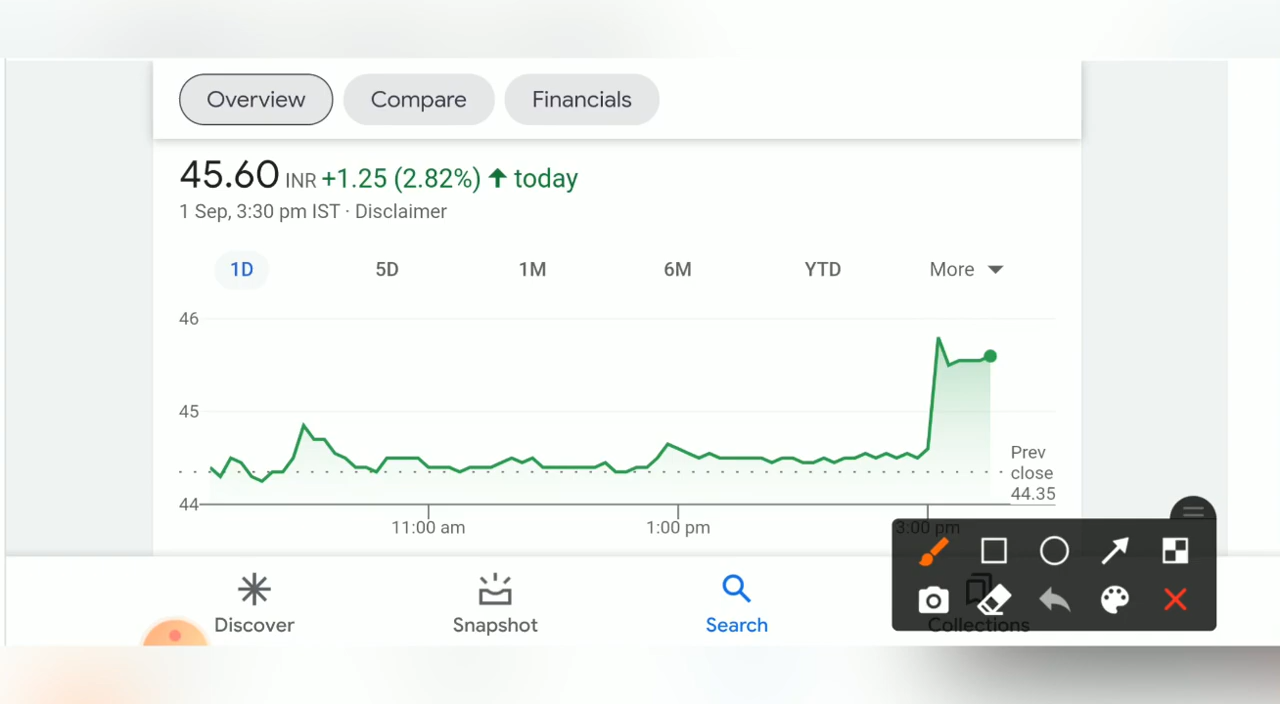 Overview Compare Financials
45.60 INR +1.25 (2.82%) ↑ today
1 Sep, 3:30 pm IST · Disclaimer
1D 5D 1M 6M YTD More
46
45
Prev
close
44.35
44
11:00 am 1:00 pm 3:00 pm
Discover Snapshot Search Collections